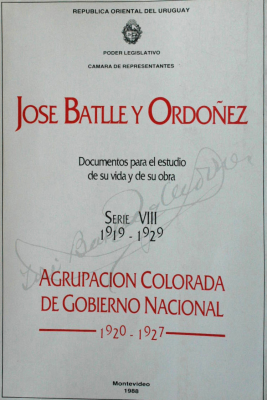 REPUBLICA ORIENTAL DEL URUGUAY
PODER LEGISLATIVO
CAMARA DE REPRESENTANTES
JOSE BATLLE Y ORDOÑEZ
Documentos para el estudio
de su vida y de su obra
SERIE VIII
1919 - 1929
AGRUPACION COLORADA
DE GOBIERNO NACIONAL
1920 - 1927
Montevideo
1988